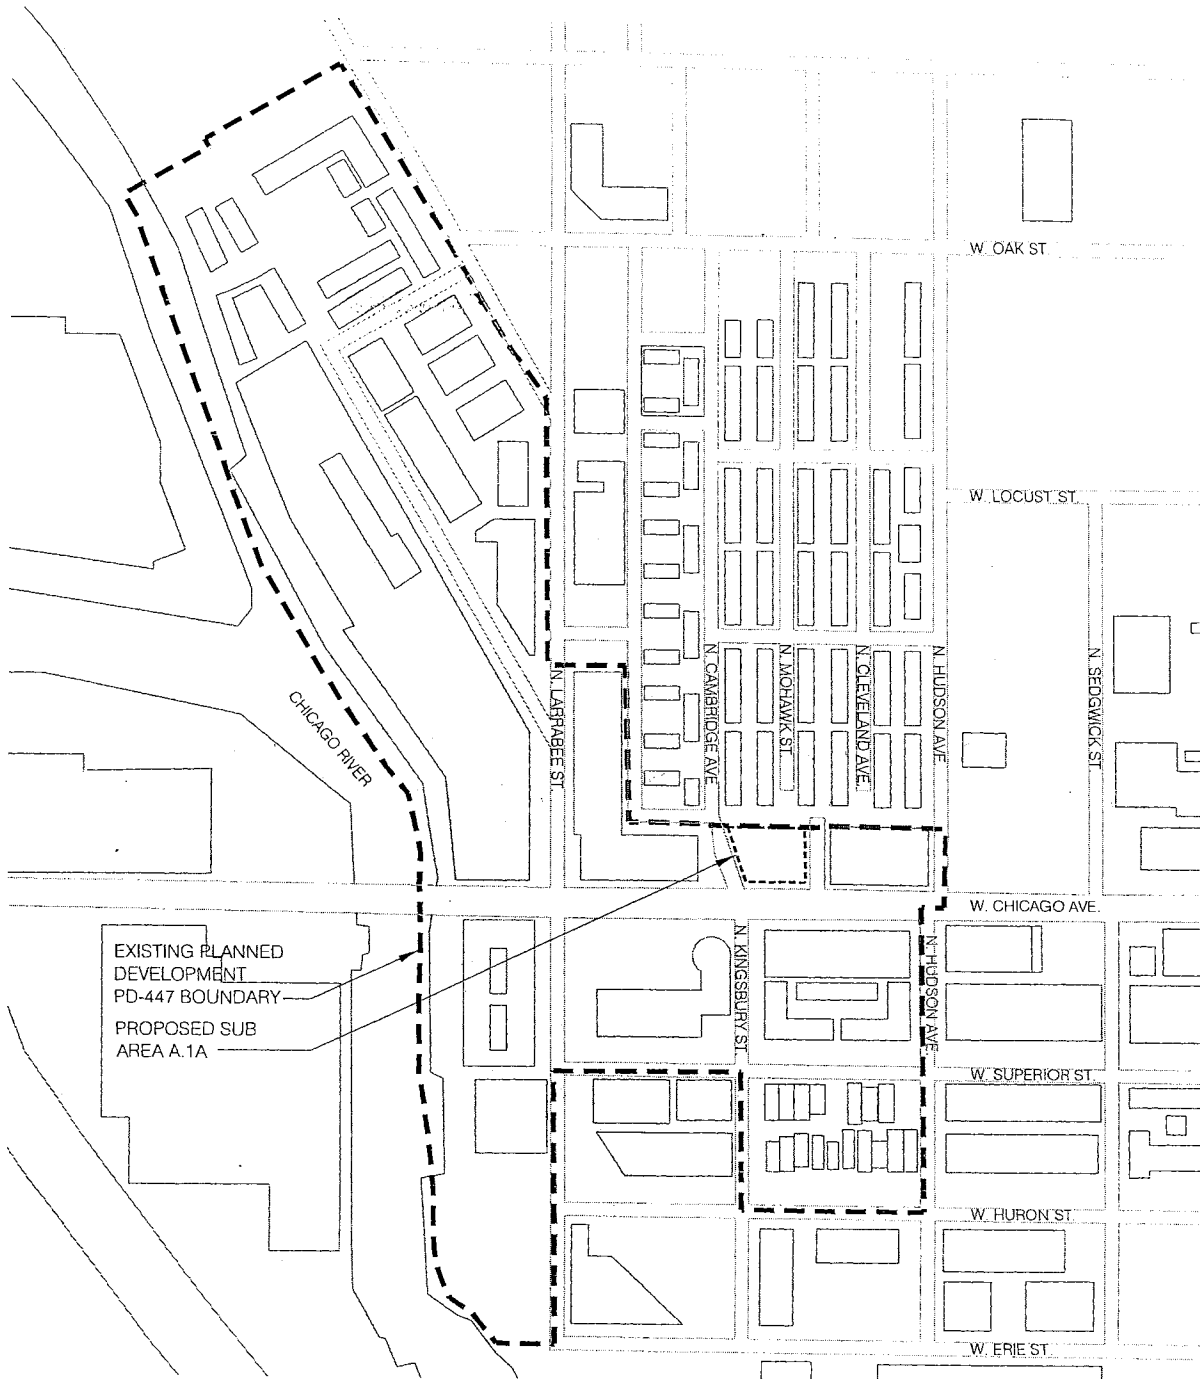 W. OAK ST.
W. LOCUST ST.
N. LARRABEE ST.
N. CAMBRIDGE AVE
N. MOHAWK ST.
N. CLEVELAND AVE.
N. HUDSON AVE
N. SEDGWICK ST.
CHICAGO RIVER
W. CHICAGO AVE.
EXISTING PLANNED
DEVELOPMENT
PD-447 BOUNDARY
PROPOSED SUB
AREA A.1A
N. KINGSBURY ST.
N. HUDSON AVE
W. SUPERIOR ST.
W. HURON ST.
W. ERIE ST.